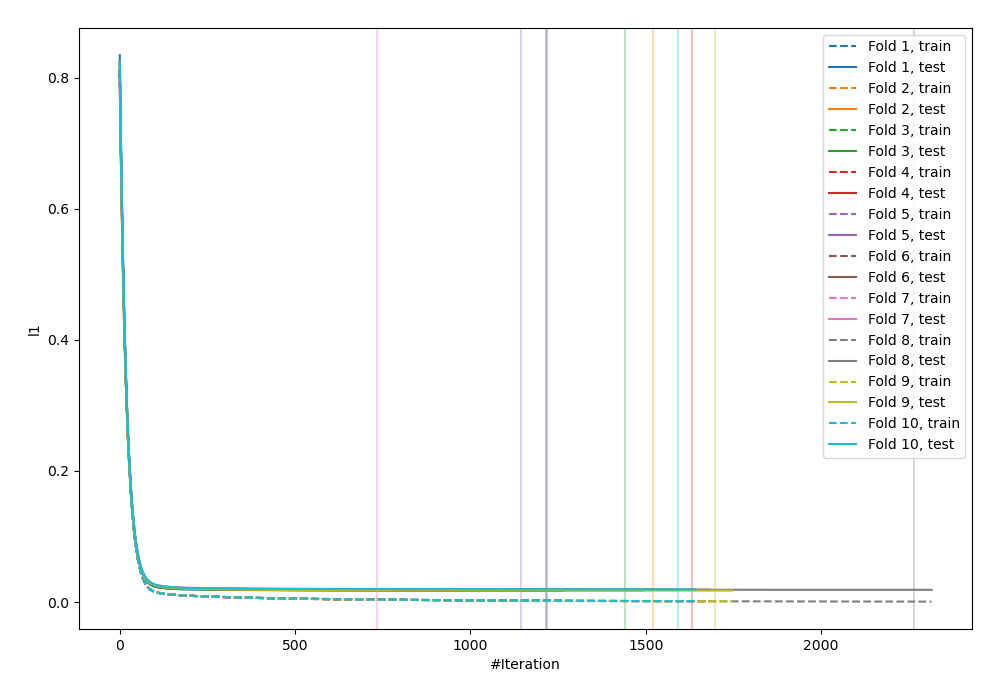 0.8
0.6
0.4
0.2
0.0
l1
0
500
1000
1500
2000
#Iteration
Fold 1, train
Fold 1, test
Fold 2, train
Fold 2, test
Fold 3, train
Fold 3, test
Fold 4, train
Fold 4, test
Fold 5, train
Fold 5, test
Fold 6, train
Fold 6, test
Fold 7, train
Fold 7, test
Fold 8, train
Fold 8, test
Fold 9, train
Fold 9, test
Fold 10, train
Fold 10, test